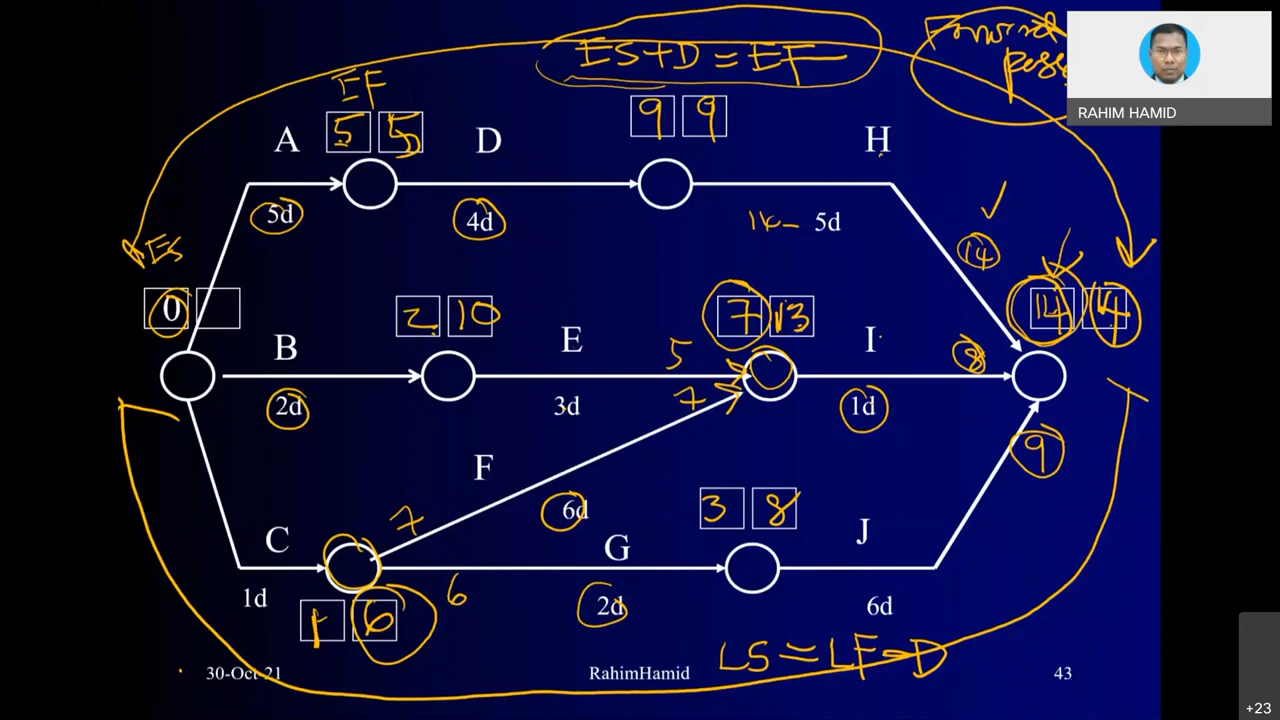 ES+D=EF
Forward
pass
RAHIM HAMID
EF
5 5
9 9
A
D
H
5d
4d
14- 5d
ES
14
0
2 10
7 13
14 14
B
E
5
I
8
2d
3d
7
1d
F
9
7
6d
3 8
C
G
J
1d
6
2d
6d
1 6
LS=LF-D
30-Oct-21
RahimHamid
43
+23